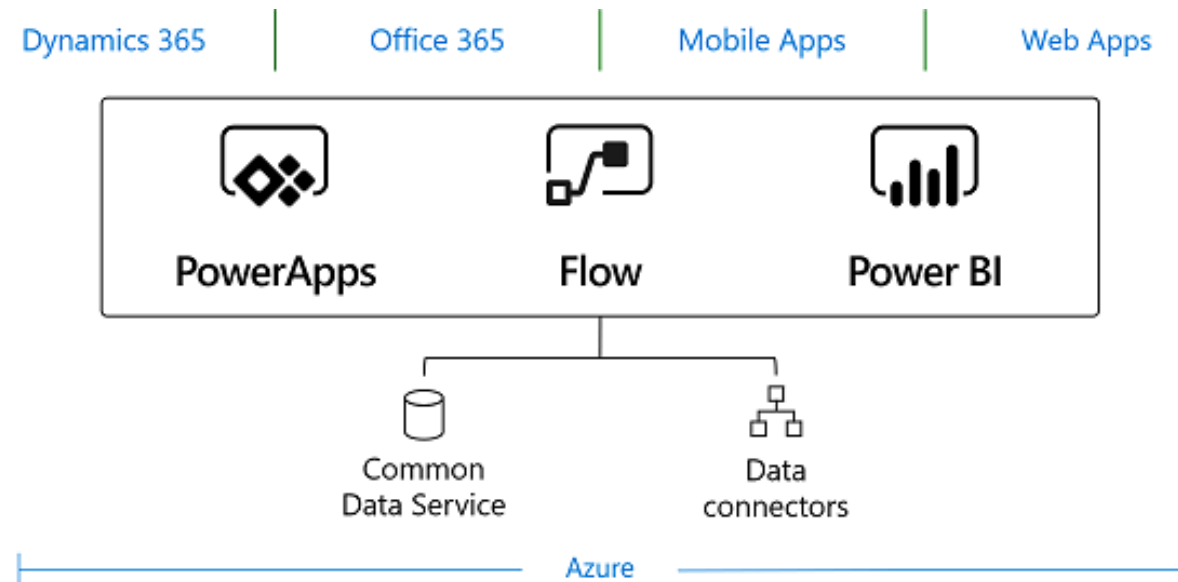 Dynamics 365
Office 365
Mobile Apps
Web Apps
PowerApps
Flow
Power BI
Common
Data Service
Data
connectors
Azure